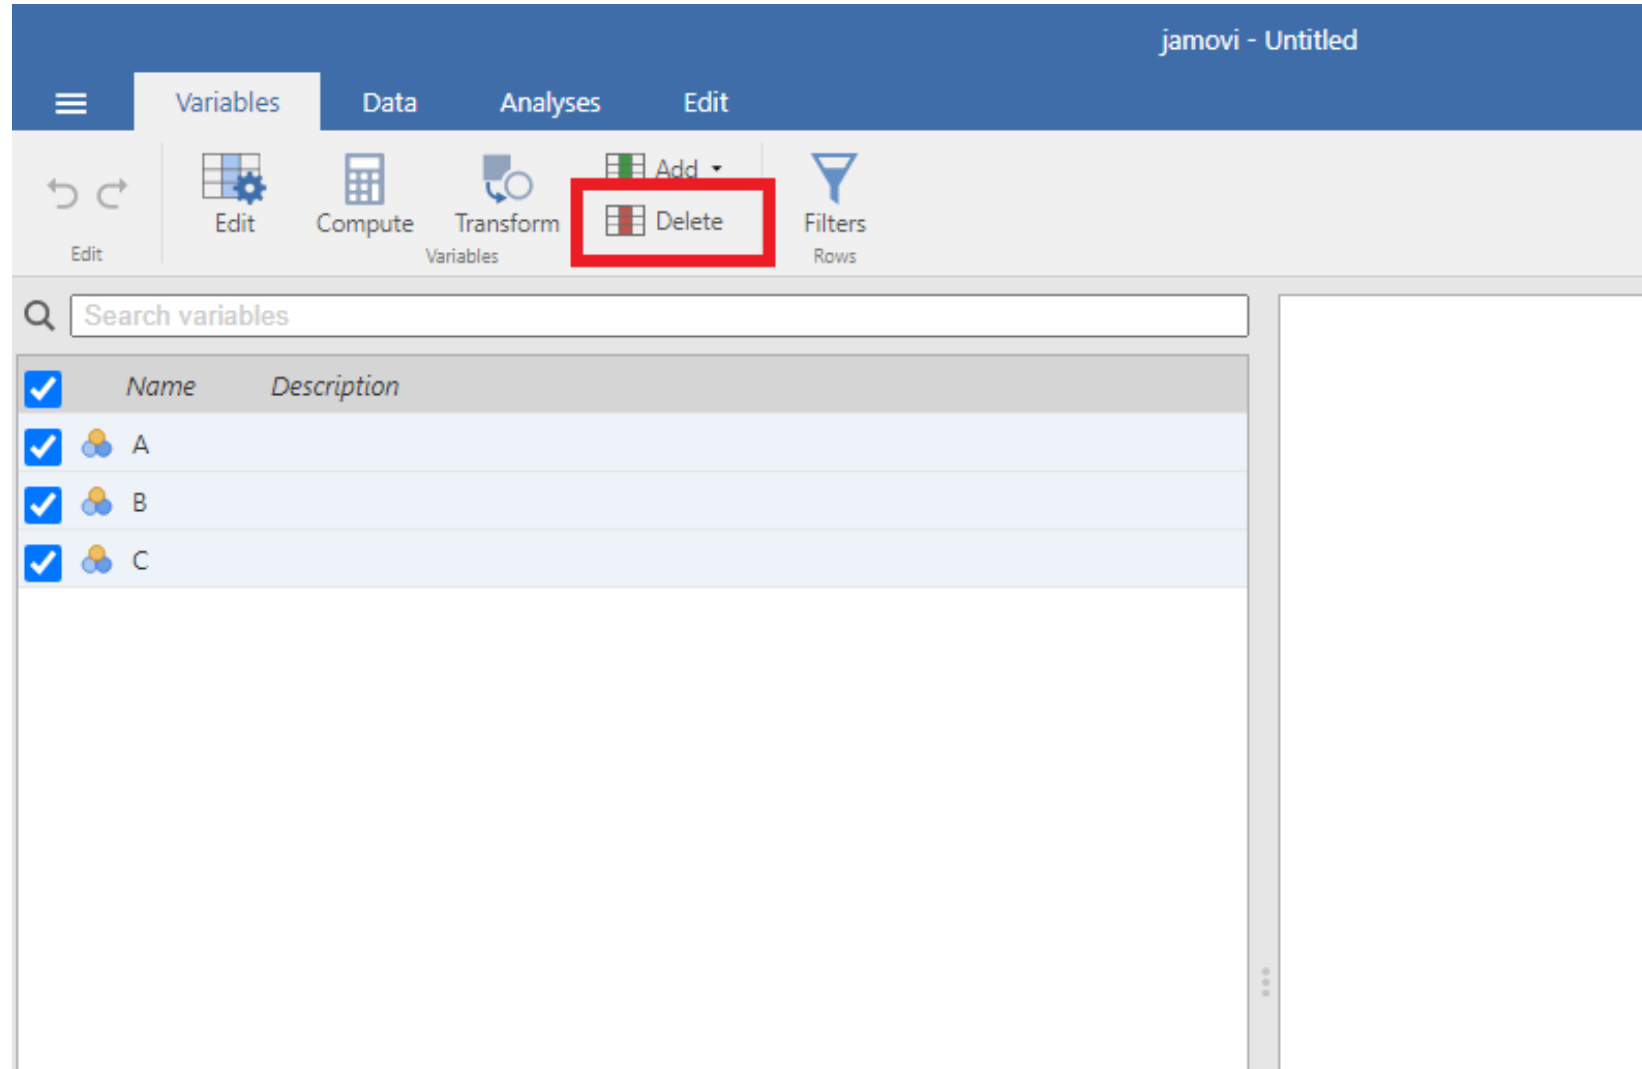 jamovi - Untitled
Variables Data Analyses Edit
Add
Edit Compute Transform Delete Filters
Edit Variables Rows
Search variables
Name Description
A
B
C